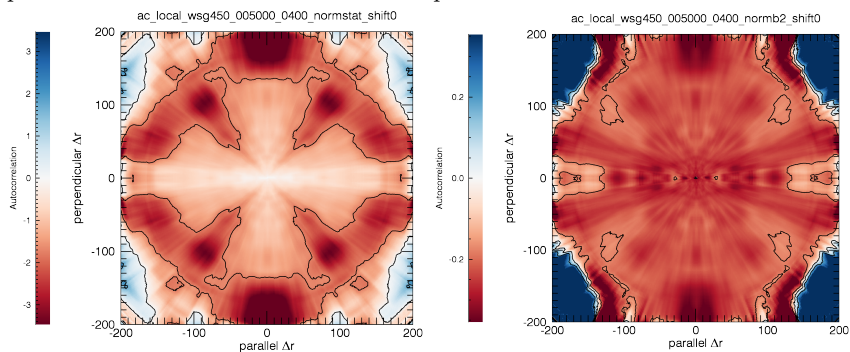 ac_local_wsg450_005000_0400_normstat_shift0
200
100
0
-100
-200
-200 -100 0 100 200
parallel Δr
perpendicular Δr
3
2
1
0
-1
-2
-3
Autocorrelation
ac_local_wsg450_005000_0400_normb2_shift0
200
100
0
-100
-200
-200 -100 0 100 200
parallel Δr
perpendicular Δr
0.2
0.0
-0.2
Autocorrelation